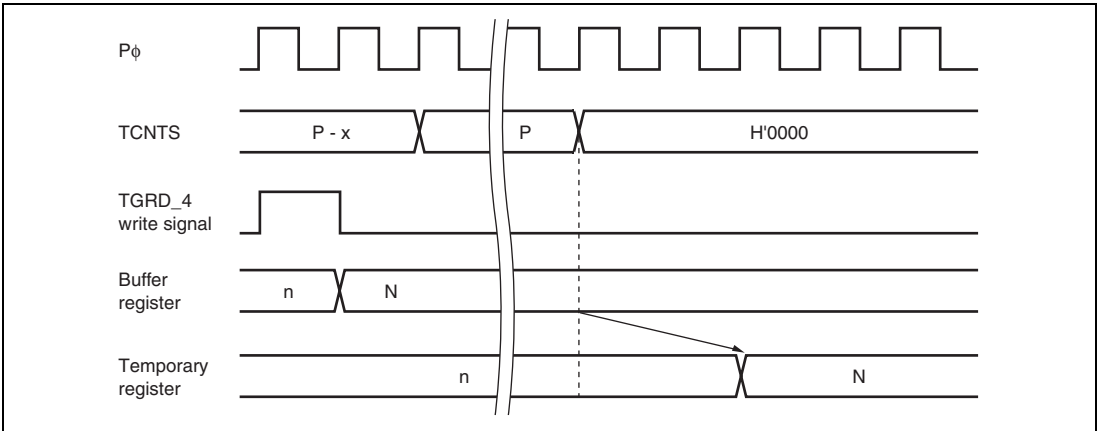 Pϕ
TCNTS
P - x
P
H'0000
TGRD_4
write signal
Buffer
register
n
N
Temporary
register
n
N